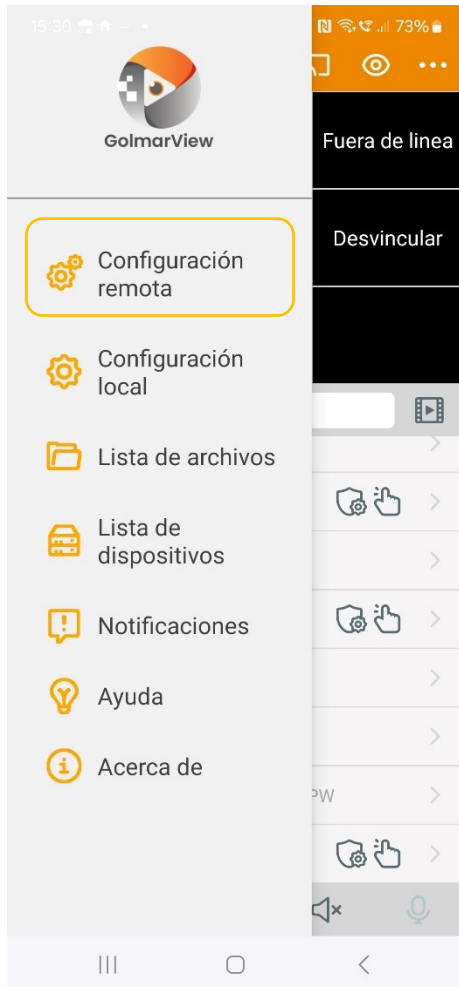 15:30
73%
GolmarView
Fuera de linea
Desvincular
Configuración
remota
Configuración
local
Lista de archivos
Lista de
dispositivos
Notificaciones
Ayuda
Acerca de
PW